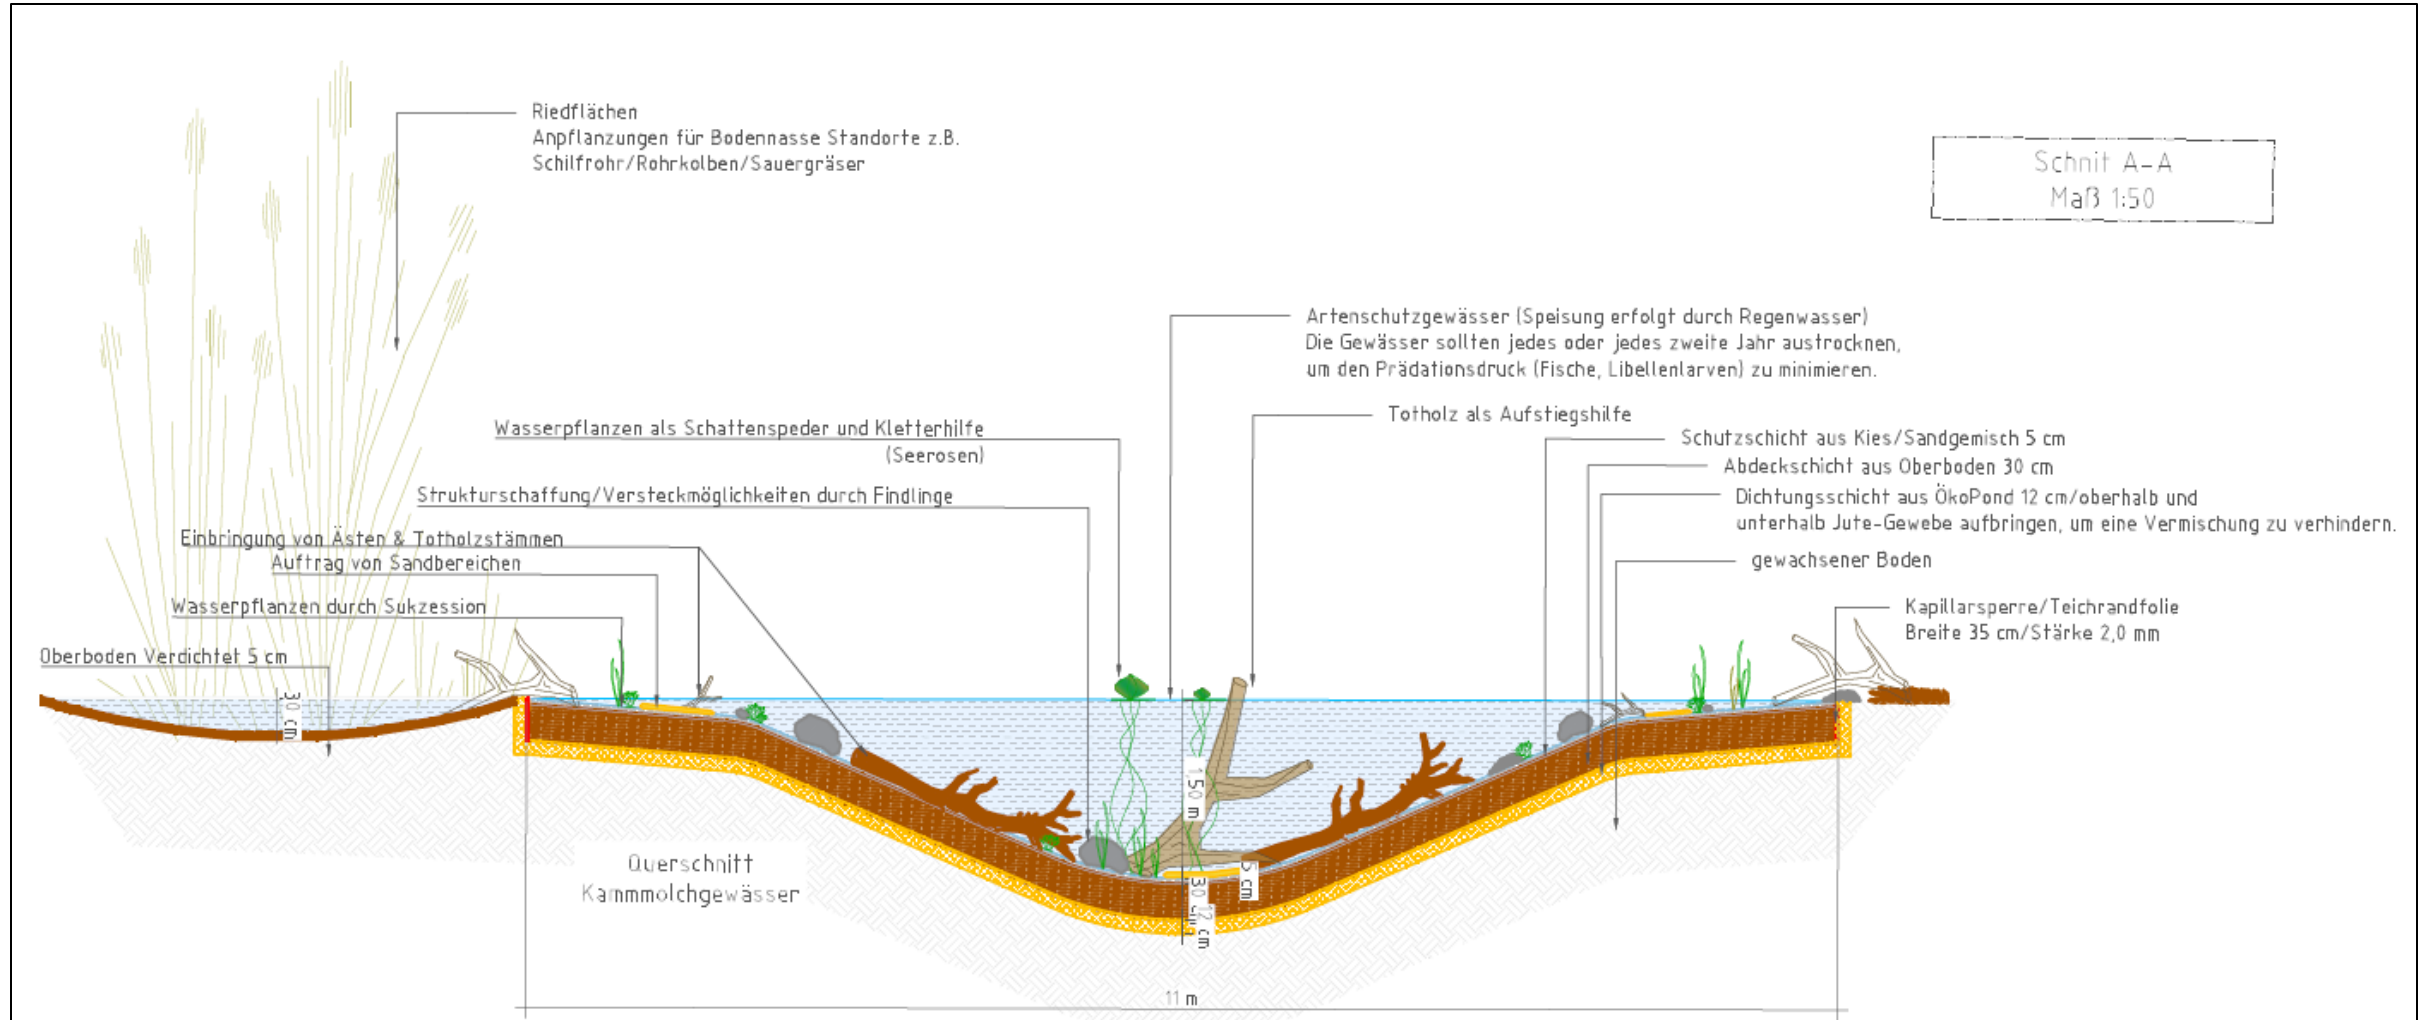 Riedflächen
Anpflanzungen für Bodennasse Standorte z.B.
Schilfrohr/Rohrkolben/Sauergräser
Schnit A-A
Maß 1:50
Artenschutzgewässer (Speisung erfolgt durch Regenwasser)
Die Gewässer sollten jedes oder jedes zweite Jahr austrocknen,
um den Prädationsdruck (Fische, Libellenlarven) zu minimieren.
Totholz als Aufstiegshilfe
Wasserpflanzen als Schattenspeder und Kletterhilfe
(Seerosen)
Schutzschicht aus Kies/Sandgemisch 5 cm
Abdeckschicht aus Oberboden 30 cm
Strukturschaffung/Versteckmöglichkeiten durch Findlinge
Dichtungsschicht aus ÖkoPond 12 cm/oberhalb und
unterhalb Jute-Gewebe aufbringen, um eine Vermischung zu verhindern.
Einbringung von Ästen & Totholzstämmen
Auftrag von Sandbereichen
gewachsener Boden
Wasserpflanzen durch Sukzession
Kapillarsperre/Teichrandfolie
Breite 35 cm/Stärke 2,0 mm
Oberboden Verdichtet 5 cm
30 cm
1,50 m
5 cm
30 cm
12 cm
Querschnitt
Kammmolchgewässer
11 m